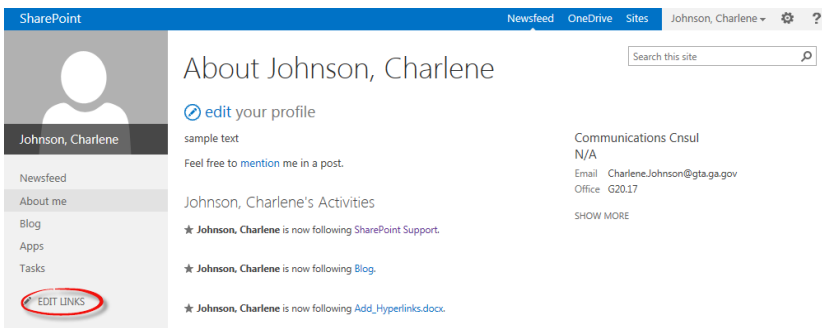 SharePoint
Newsfeed OneDrive Sites Johnson, Charlene ?
Search this site
About Johnson, Charlene
edit your profile
Johnson, Charlene
sample text
Feel free to mention me in a post.
Communications Cnsul
N/A
Email CharleneJohnson@gta.ga.gov
Office G20.17
SHOW MORE
Newsfeed
About me
Blog
Apps
Tasks
EDIT LINKS
Johnson, Charlene's Activities
Johnson, Charlene is now following SharePoint Support.
Johnson, Charlene is now following Blog.
Johnson, Charlene is now following Add_Hyperlinks.docx.